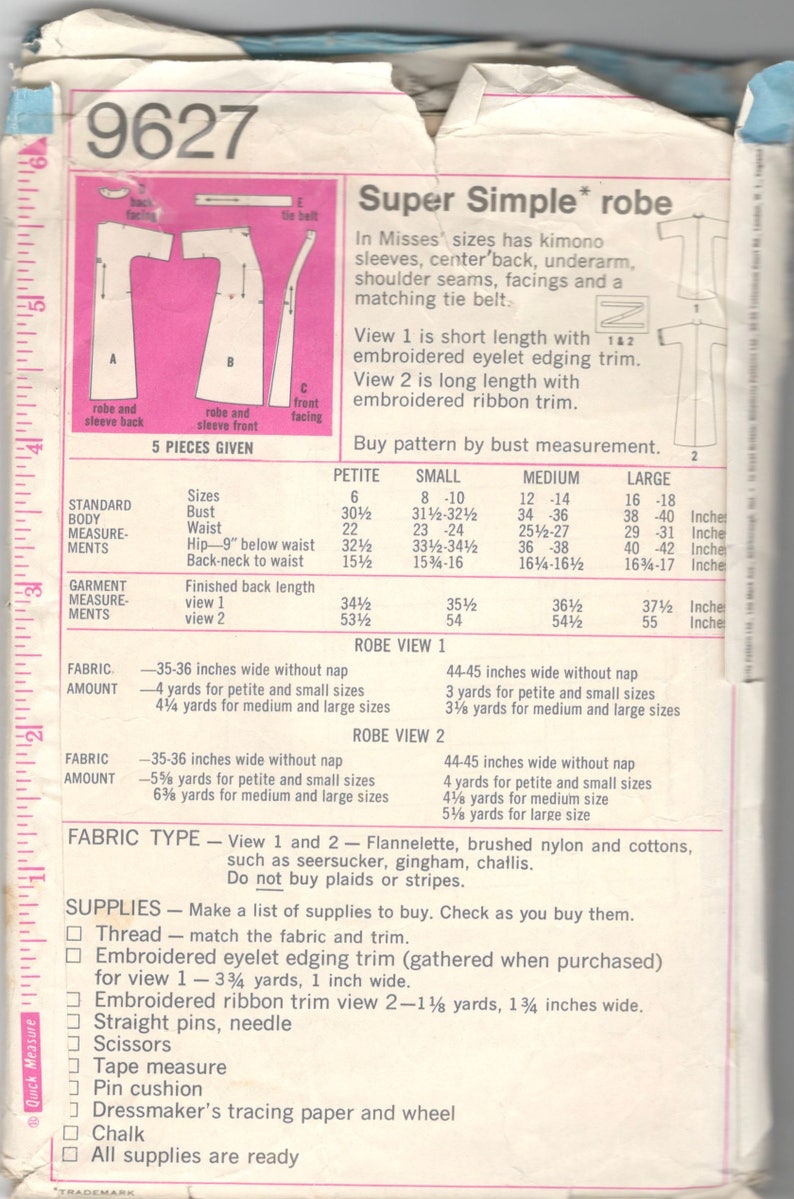 9627
D
back
facing
E
tie belt
A
B
C
front
facing
robe and
sleeve back
robe and
sleeve front
5 PIECES GIVEN
Super Simple* robe
In Misses' sizes has kimono
sleeves, center back, underarm,
shoulder seams, facings and a
matching tie belt.
View 1 is short length with
embroidered eyelet edging trim.
View 2 is long length with
embroidered ribbon trim.
Buy pattern by bust measurement.
1 & 2
1
2
PETITE SMALL MEDIUM LARGE
STANDARD
BODY
MEASURE-
MENTS
Sizes 6 8 -10 12 -14 16 -18
Bust 30½ 31½-32½ 34 -36 38 -40 Inche
Waist 22 23 -24 25½-27 29 -31 Inche
Hip—9" below waist 32½ 33½-34½ 36 -38 40 -42 Inche
Back-neck to waist 15½ 15¾-16 16¼-16½ 16¾-17 Inche
GARMENT
MEASURE-
MENTS
Finished back length
view 1 34½ 35½ 36½ 37½ Inche
view 2 53½ 54 54½ 55 Inche
ROBE VIEW 1
FABRIC —35-36 inches wide without nap 44-45 inches wide without nap
AMOUNT —4 yards for petite and small sizes 3 yards for petite and small sizes
4¼ yards for medium and large sizes 3⅛ yards for medium and large sizes
ROBE VIEW 2
FABRIC —35-36 inches wide without nap 44-45 inches wide without nap
AMOUNT —5⅝ yards for petite and small sizes 4 yards for petite and small sizes
6⅜ yards for medium and large sizes 4⅛ yards for medium size
5⅛ yards for large size
FABRIC TYPE — View 1 and 2 — Flannelette, brushed nylon and cottons,
such as seersucker, gingham, challis.
Do not buy plaids or stripes.
SUPPLIES — Make a list of supplies to buy. Check as you buy them.
Thread — match the fabric and trim.
Embroidered eyelet edging trim (gathered when purchased)
for view 1 — 3¾ yards, 1 inch wide.
Embroidered ribbon trim view 2—1⅛ yards, 1¾ inches wide.
Straight pins, needle
Scissors
Tape measure
Pin cushion
Dressmaker's tracing paper and wheel
Chalk
All supplies are ready
*TRADEMARK
6
5
4
3
2
1
Quick Measure
®